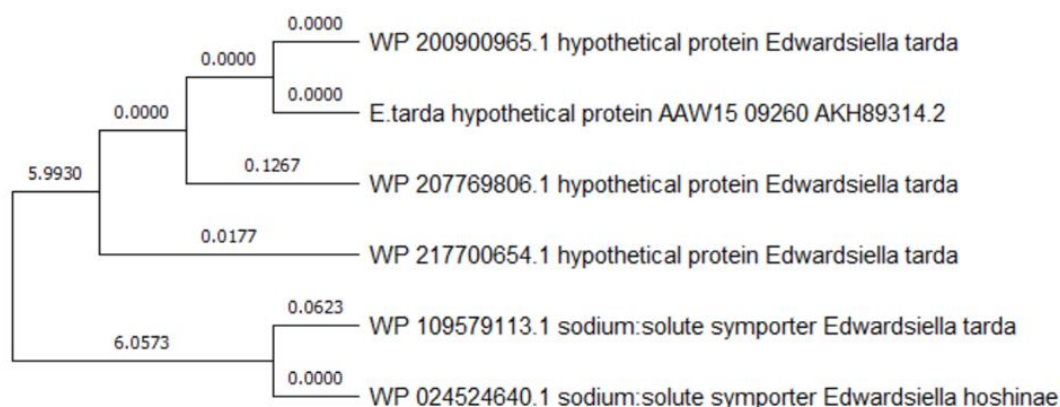 0.0000
WP 200900965.1 hypothetical protein Edwardsiella tarda
0.0000
0.0000
E.tarda hypothetical protein AAW15 09260 AKH89314.2
0.0000
0.1267
WP 207769806.1 hypothetical protein Edwardsiella tarda
5.9930
0.0177
WP 217700654.1 hypothetical protein Edwardsiella tarda
0.0623
WP 109579113.1 sodium:solute symporter Edwardsiella tarda
6.0573
0.0000
WP 024524640.1 sodium:solute symporter Edwardsiella hoshinae